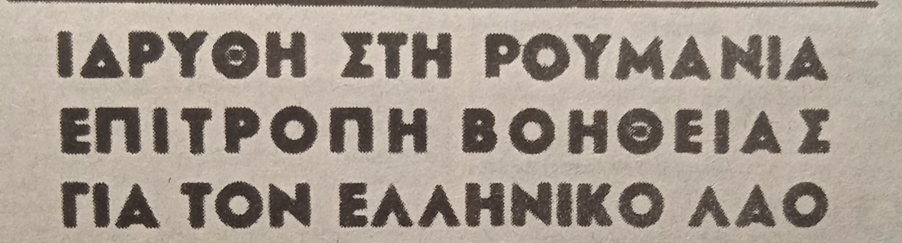 ΙΔΡΥΘΗ ΣΤΗ ΡΟΥΜΑΝΙΑ
ΕΠΙΤΡΟΠΗ ΒΟΗΘΕΙΑΣ
ΓΙΑ ΤΟΝ ΕΛΛΗΝΙΚΟ ΛΑΟ